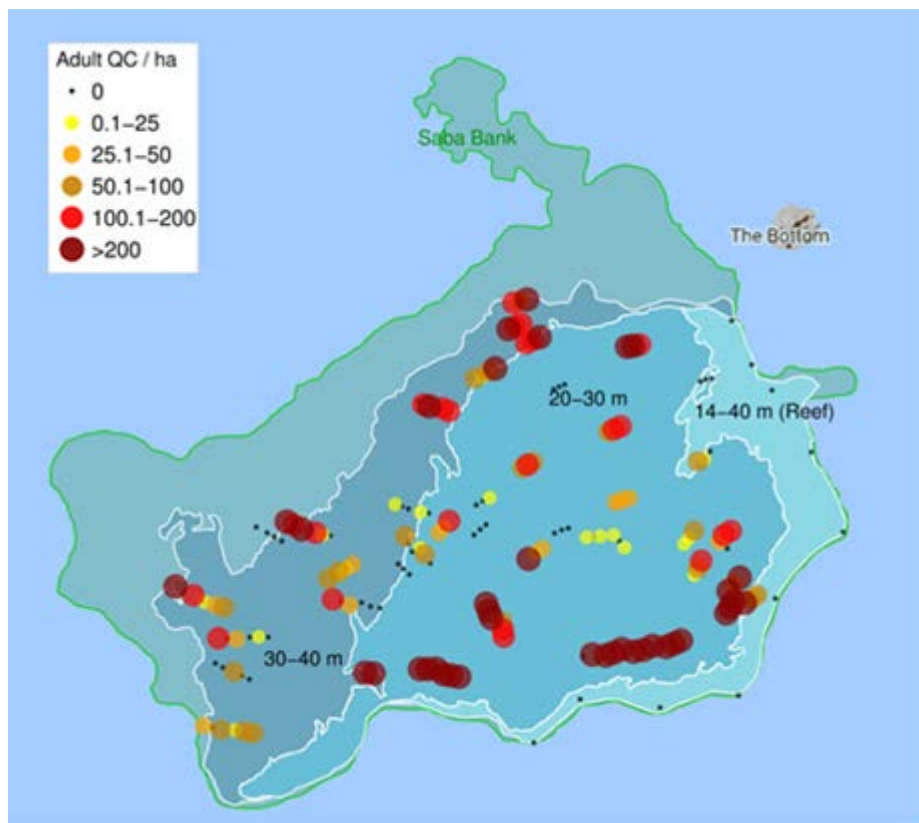 Adult QC / ha
0
0.1–25
25.1–50
50.1–100
100.1–200
>200
Saba Bank
The Bottom
20–30 m
14–40 m (Reef)
30–40 m